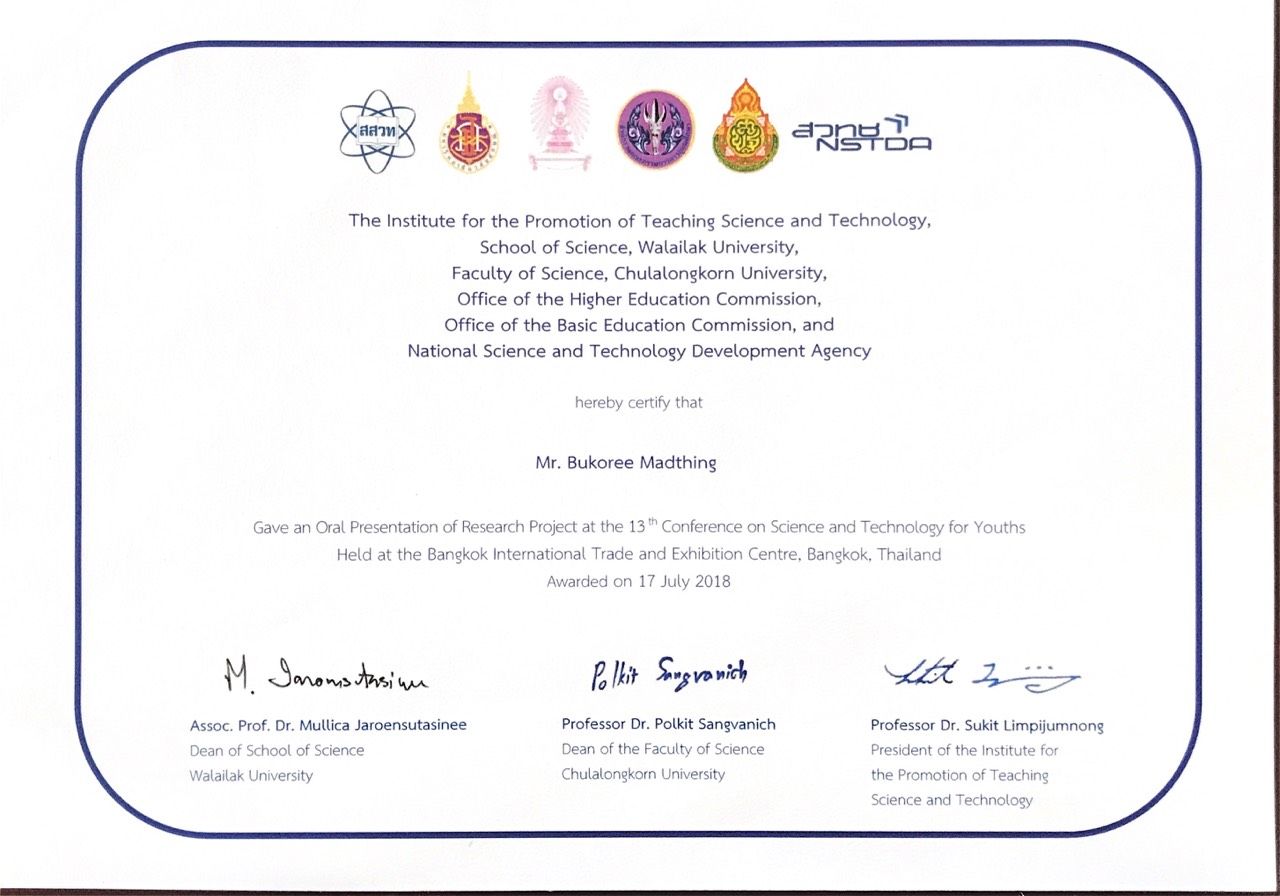 สสวท
สวทช
NSTDA
The Institute for the Promotion of Teaching Science and Technology,
School of Science, Walailak University,
Faculty of Science, Chulalongkorn University,
Office of the Higher Education Commission,
Office of the Basic Education Commission, and
National Science and Technology Development Agency
hereby certify that
Mr. Bukoree Madthing
Gave an Oral Presentation of Research Project at the 13th Conference on Science and Technology for Youths
Held at the Bangkok International Trade and Exhibition Centre, Bangkok, Thailand
Awarded on 17 July 2018
Polkit Sangvanich
Assoc. Prof. Dr. Mullica Jaroensutasinee
Dean of School of Science
Walailak University
Professor Dr. Polkit Sangvanich
Dean of the Faculty of Science
Chulalongkorn University
Professor Dr. Sukit Limpijumnong
President of the Institute for
the Promotion of Teaching
Science and Technology